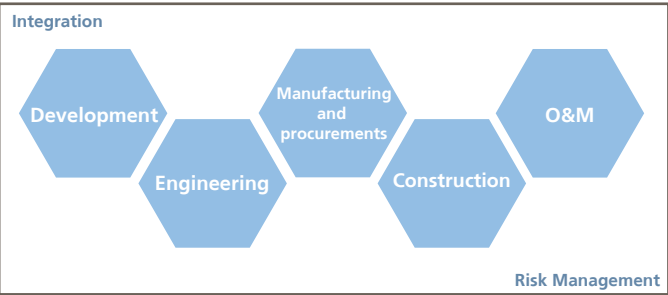 Integration
Development
Engineering
Manufacturing
and
procurements
Construction
O&M
Risk Management